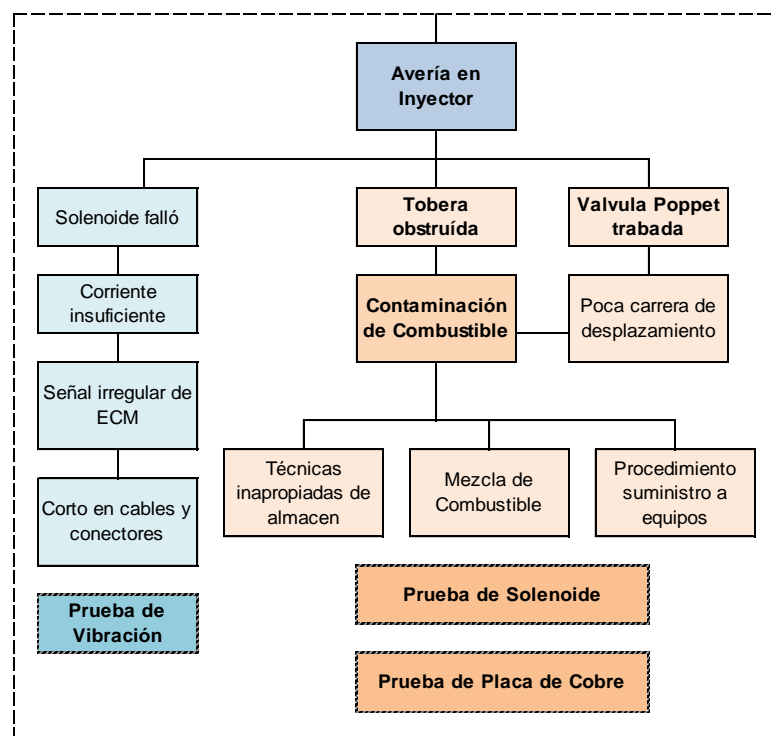 Avería en
Inyector
Solenoide falló
Tobera
obstruída
Valvula Poppet
trabada
Corriente
insuficiente
Contaminación
de Combustible
Poca carrera de
desplazamiento
Señal irregular de
ECM
Corto en cables y
conectores
Técnicas
inapropiadas de
almacen
Mezcla de
Combustible
Procedimiento
suministro a
equipos
Prueba de
Vibración
Prueba de Solenoide
Prueba de Placa de Cobre